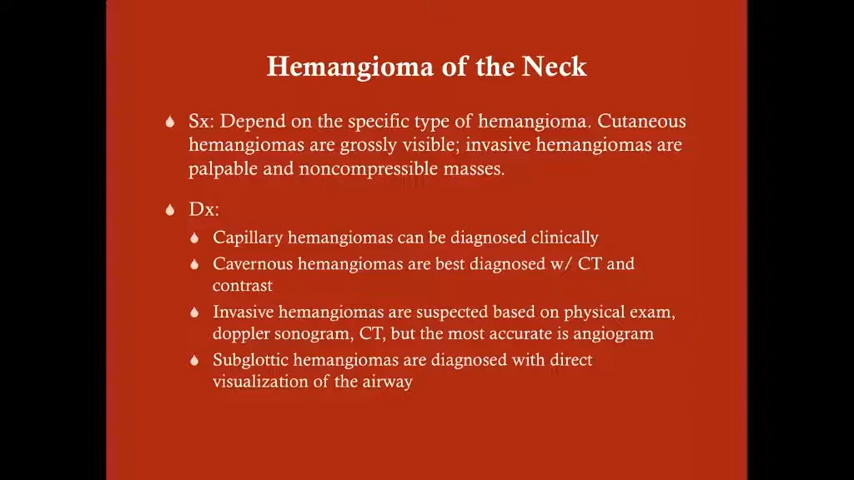 Hemangioma of the Neck
Sx: Depend on the specific type of hemangioma. Cutaneous
hemangiomas are grossly visible; invasive hemangiomas are
palpable and noncompressible masses.
Dx:
Capillary hemangiomas can be diagnosed clinically
Cavernous hemangiomas are best diagnosed w/ CT and
contrast
Invasive hemangiomas are suspected based on physical exam,
doppler sonogram, CT, but the most accurate is angiogram
Subglottic hemangiomas are diagnosed with direct
visualization of the airway